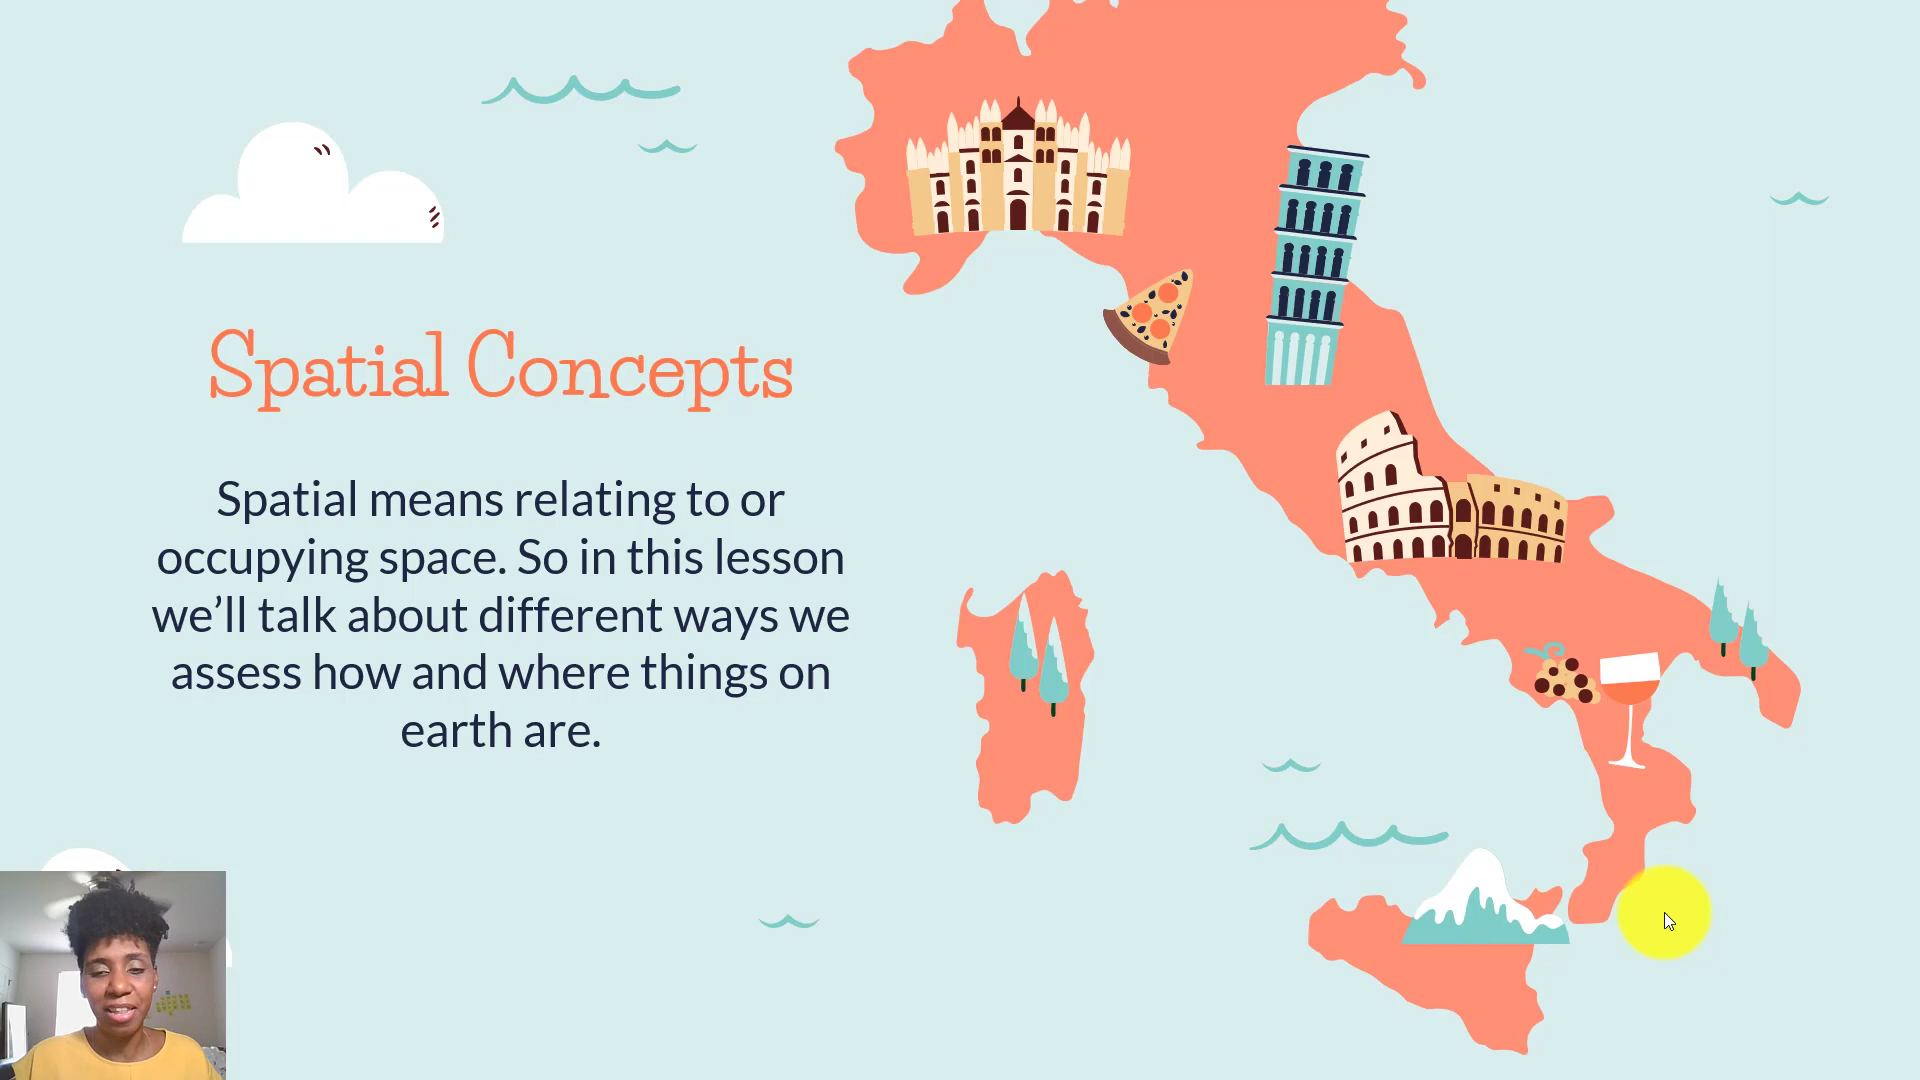 Spatial Concepts
Spatial means relating to or
occupying space. So in this lesson
we’ll talk about different ways we
assess how and where things on
earth are.